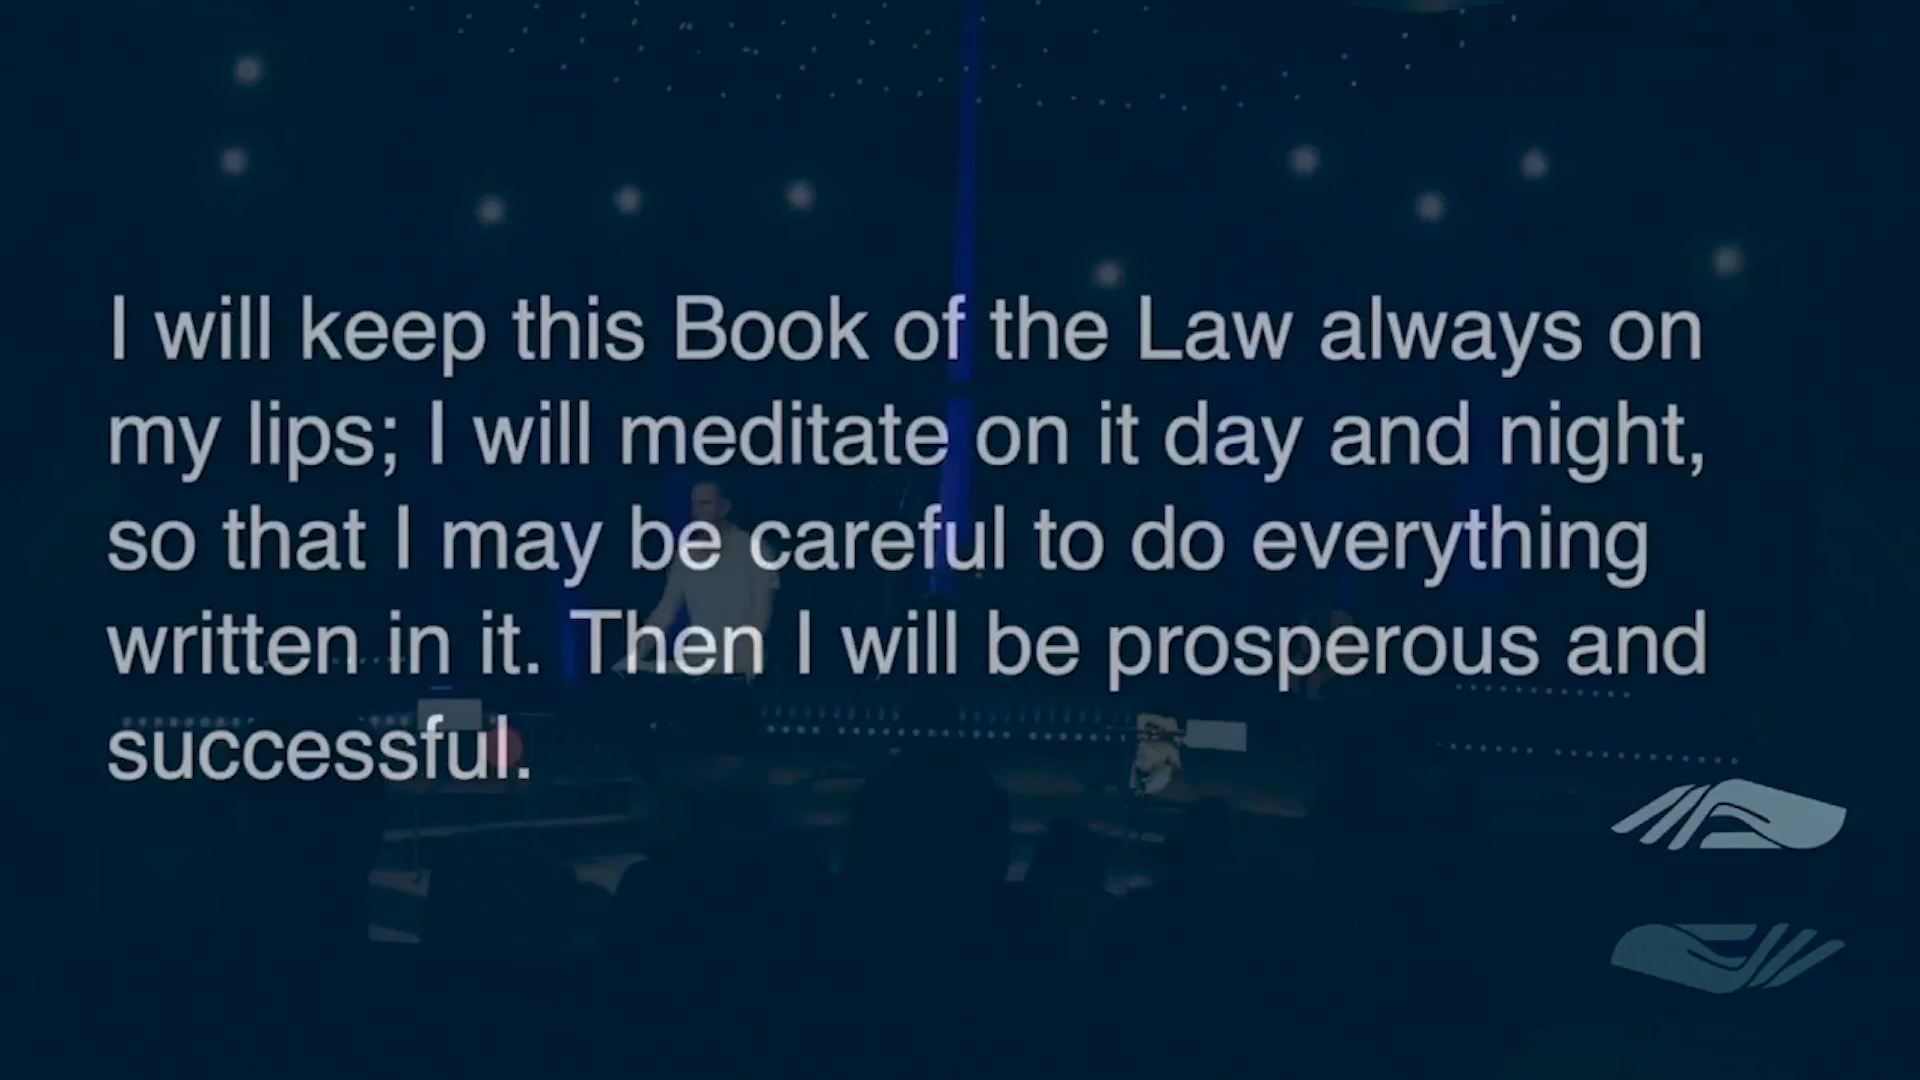 I will keep this Book of the Law always on
my lips; I will meditate on it day and night,
so that I may be careful to do everything
written in it. Then I will be prosperous and
successful.